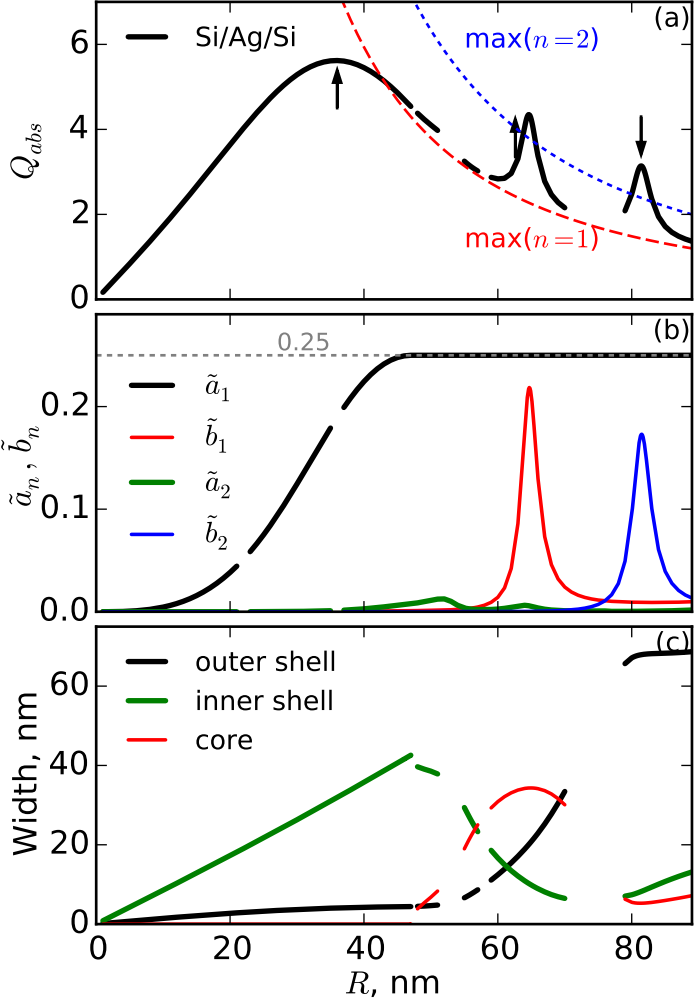 (a)
Si/Ag/Si
max(n=2)
6
4
2
0
Q_abs
max(n=1)
(b)
0.25
0.2
0.1
0.0
ã_n, b̃_n
ã_1
b̃_1
ã_2
b̃_2
(c)
outer shell
inner shell
core
60
40
20
0
Width, nm
0 20 40 60 80
R, nm